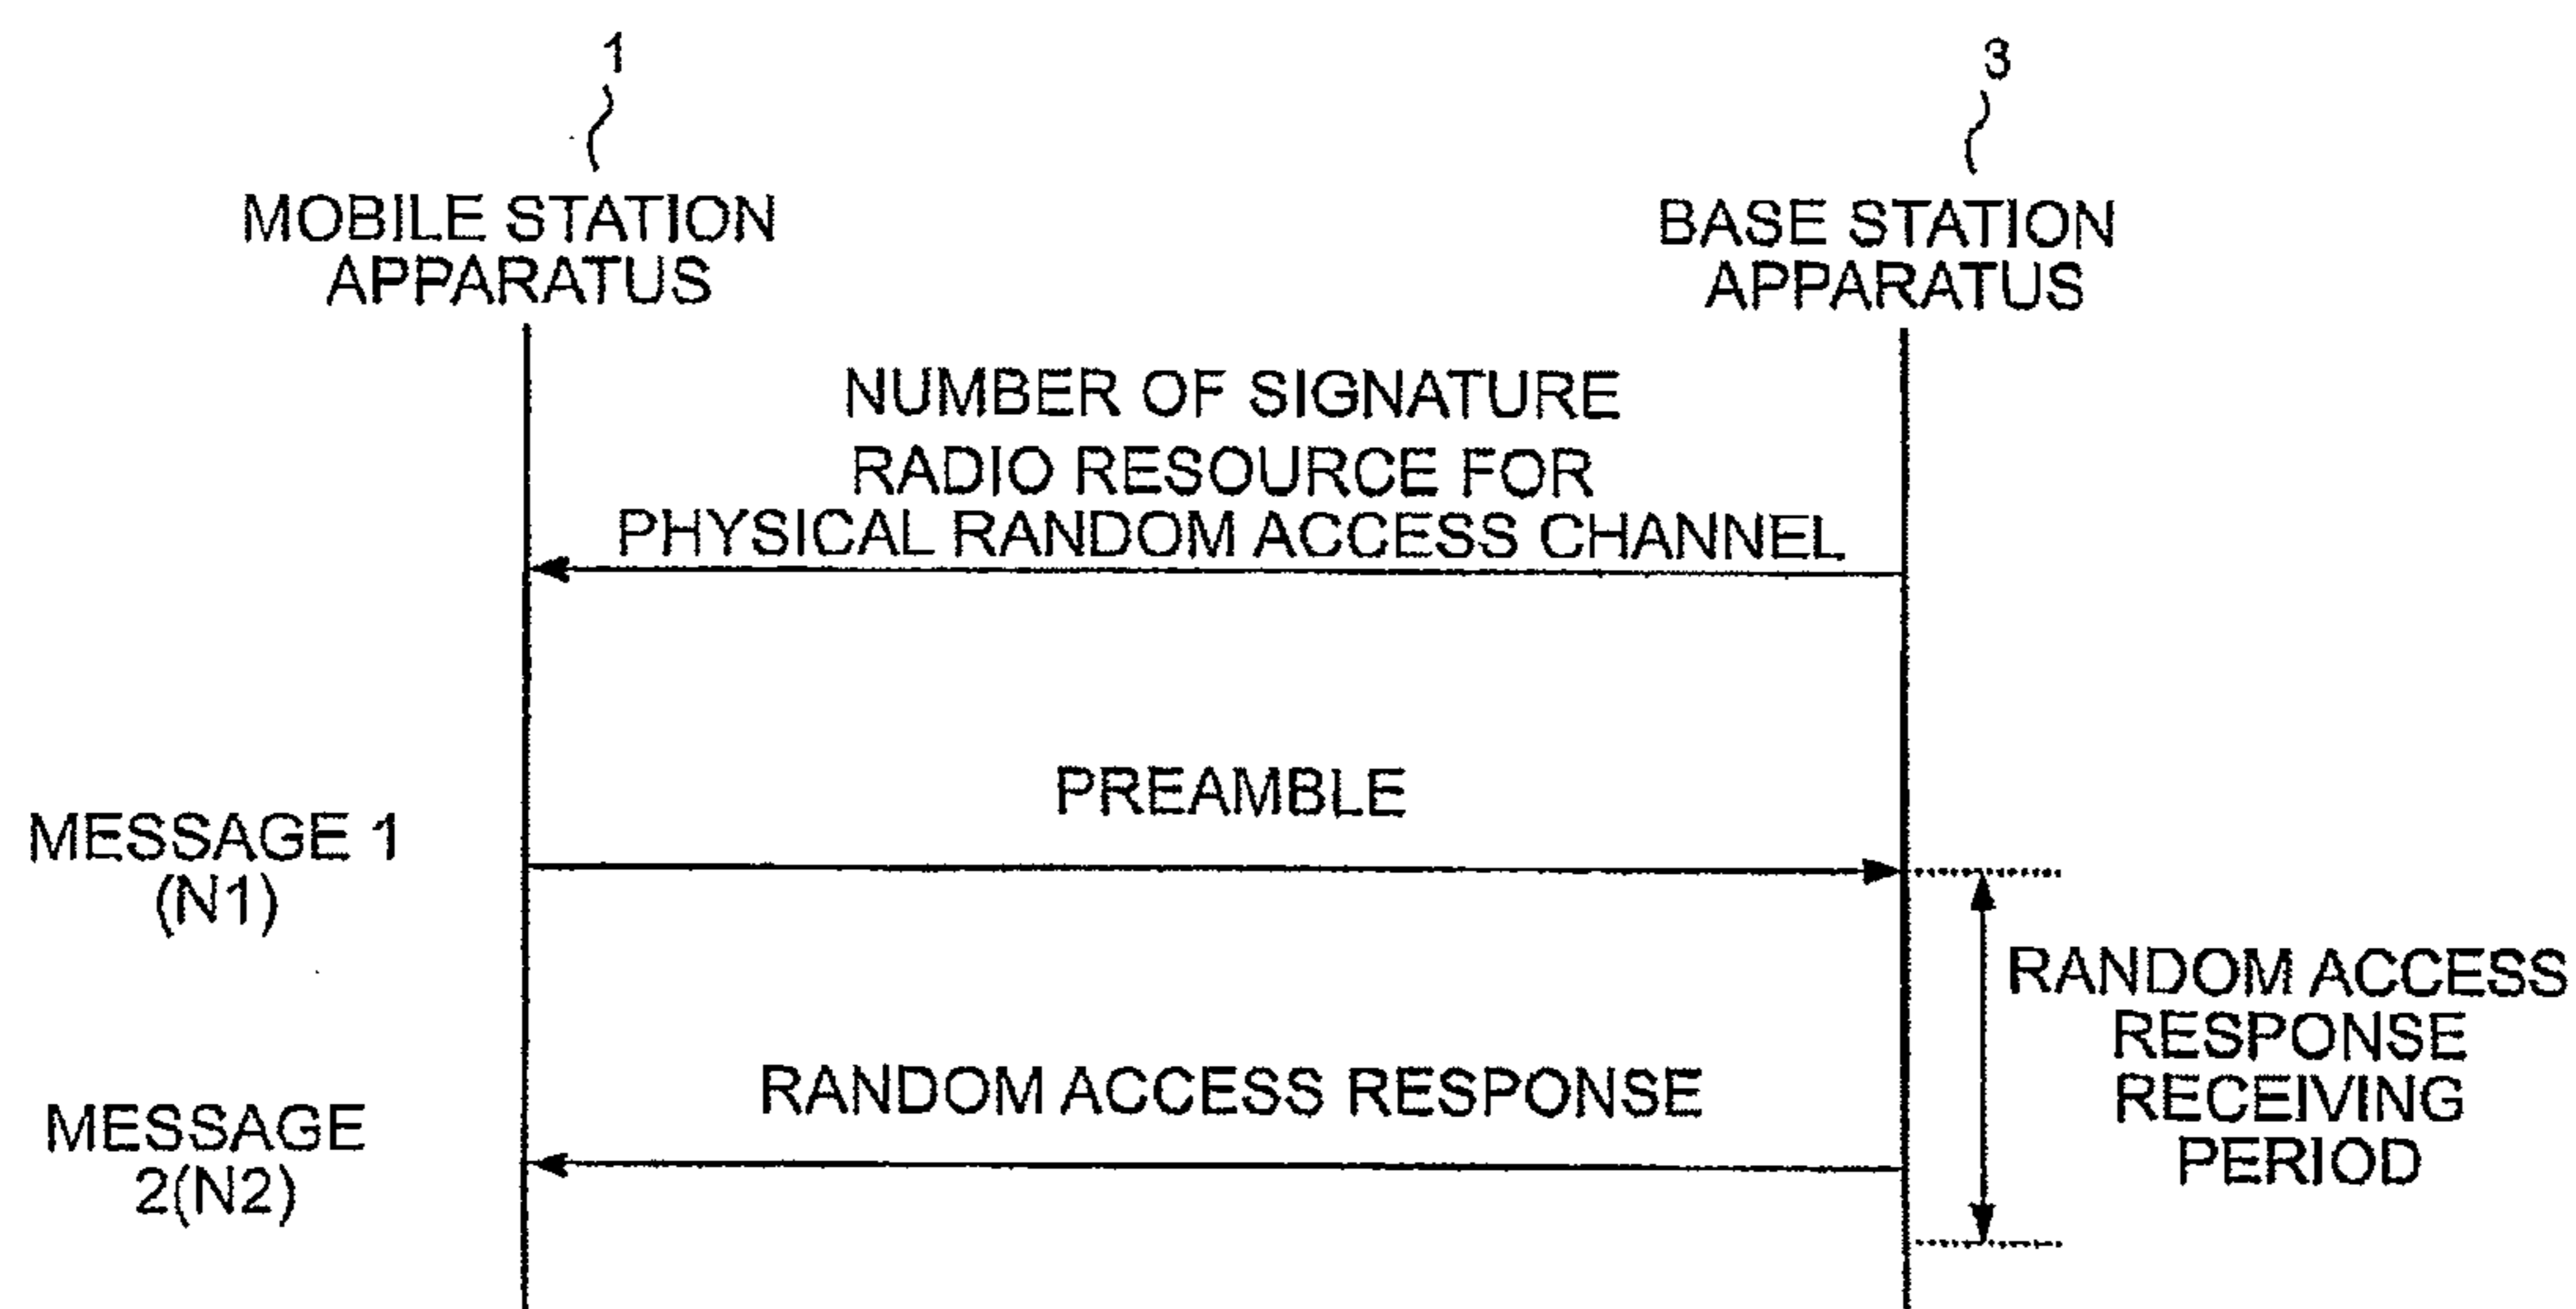 1
3
MOBILE STATION
APPARATUS
BASE STATION
APPARATUS
NUMBER OF SIGNATURE
RADIO RESOURCE FOR
PHYSICAL RANDOM ACCESS CHANNEL
PREAMBLE
MESSAGE 1
(N1)
RANDOM ACCESS
RESPONSE
RECEIVING
PERIOD
RANDOM ACCESS RESPONSE
MESSAGE
2(N2)